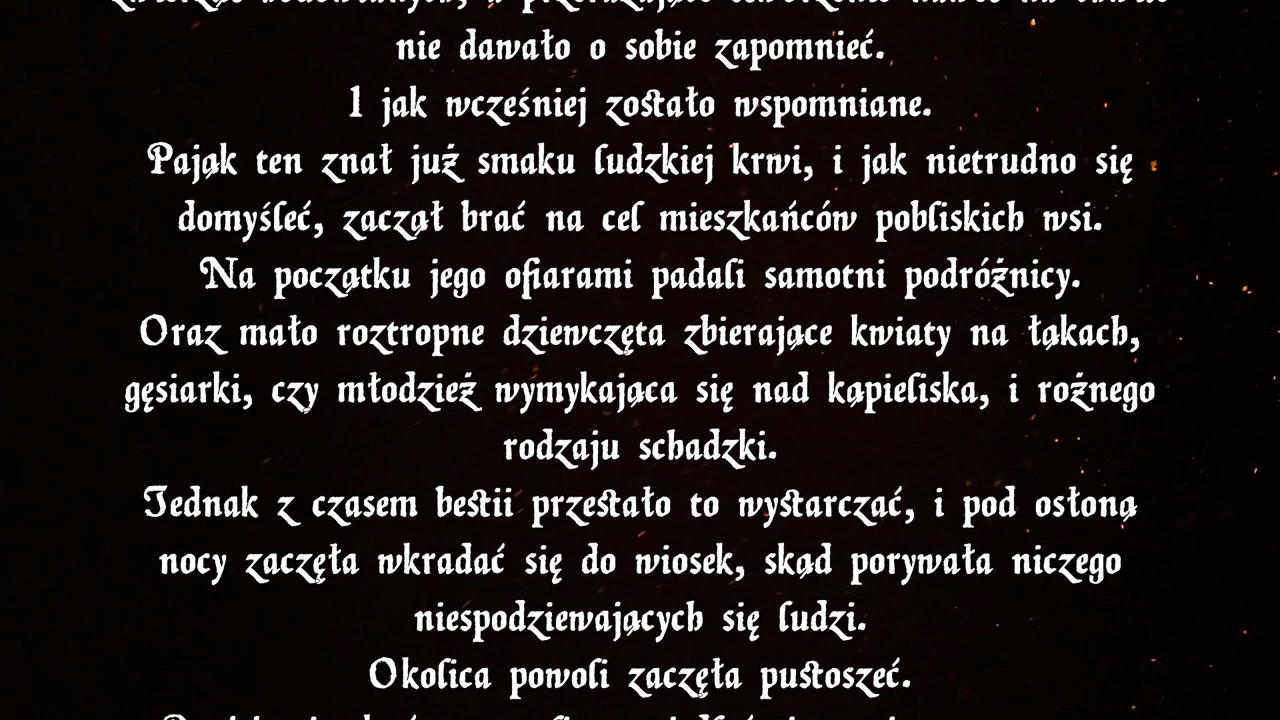 nie dawało o sobie zapomnieć.
I jak wcześniej zostało wspomniane.
Pająk ten znał już smaku ludzkiej krwi, i jak nietrudno się
domyśleć, zaczął brać na cel mieszkańców pobliskich wsi.
Na początku jego ofiarami padali samotni podróżnicy.
Oraz mało roztropne dziewczęta zbierające kwiaty na łąkach,
gęsiarki, czy młodzież wymykająca się nad kąpieliska, i rożnego
rodzaju schadzki.
Jednak z czasem bestii przestało to wystarczać, i pod osłoną
nocy zaczęła wkradać się do wiosek, skąd porywała niczego
niespodziewających się ludzi.
Okolica powoli zaczęła pustoszeć.